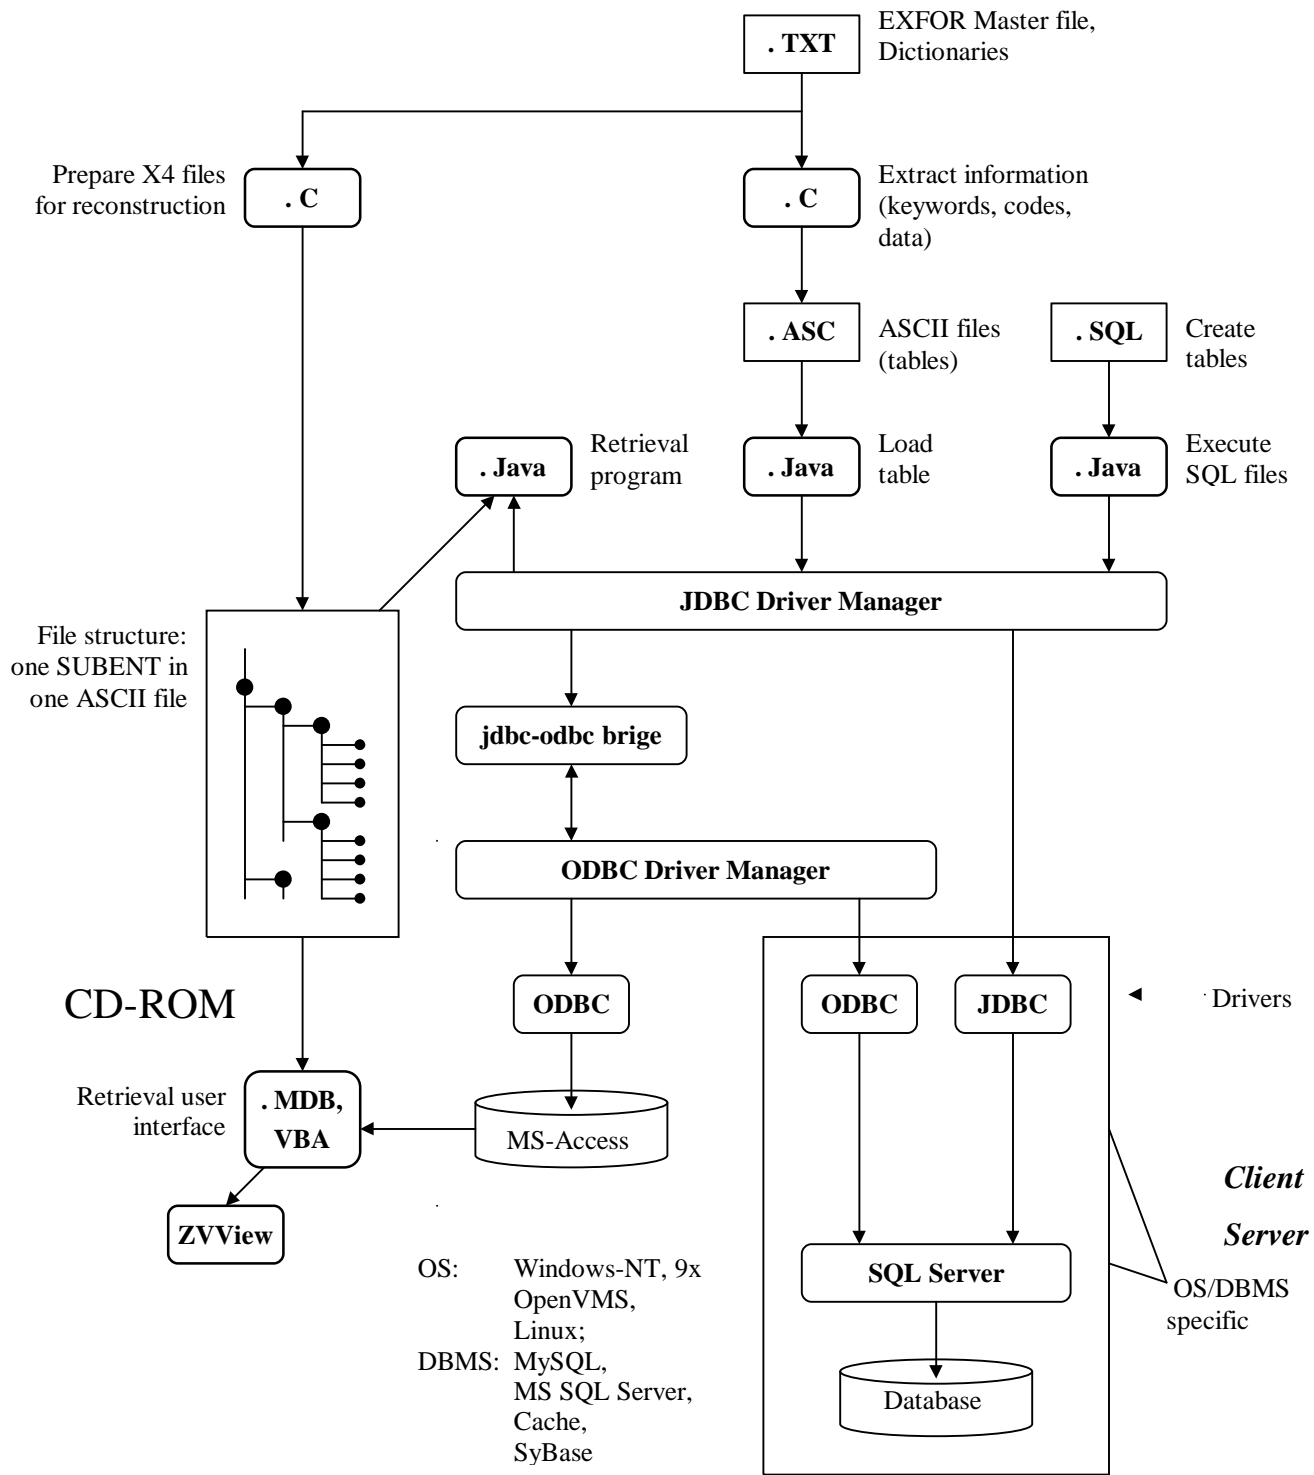 . TXT
EXFOR Master file,
Dictionaries
Prepare X4 files
for reconstruction
. C
. C
Extract information
(keywords, codes,
data)
. ASC
ASCII files
(tables)
. SQL
Create
tables
. Java
Retrieval
program
. Java
Load
table
. Java
Execute
SQL files
JDBC Driver Manager
File structure:
one SUBENT in
one ASCII file
jdbc-odbc brige
ODBC Driver Manager
CD-ROM
ODBC
ODBC
JDBC
Drivers
Retrieval user
interface
. MDB,
VBA
MS-Access
Client
Server
ZVView
SQL Server
OS/DBMS
specific
OS: Windows-NT, 9x
OpenVMS,
Linux;
DBMS: MySQL,
MS SQL Server,
Cache,
SyBase
Database